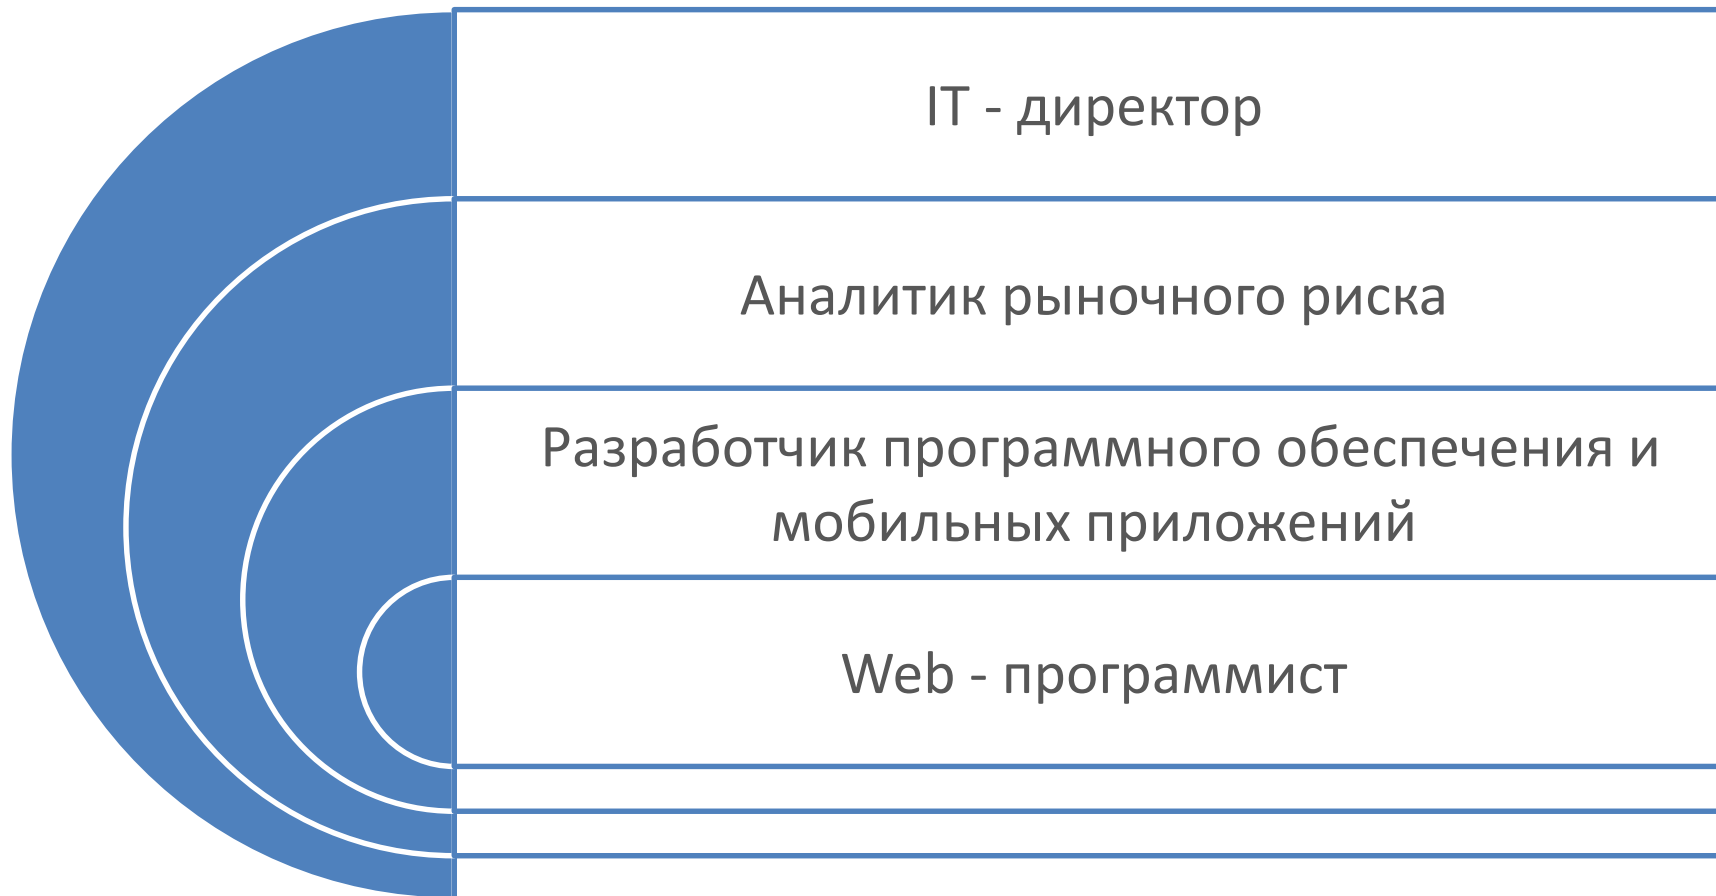 IT - директор
Аналитик рыночного риска
Разработчик программного обеспечения и
мобильных приложений
Web - программист